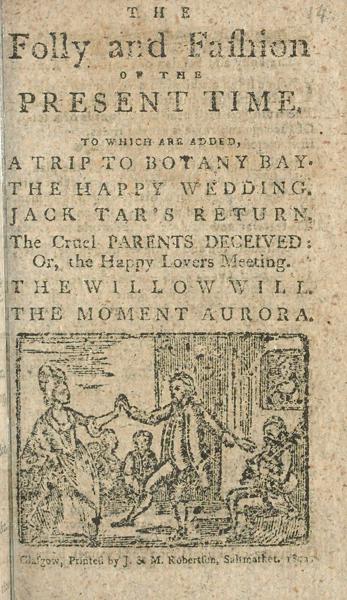 14
THE
Folly and Faſhion
OF THE
PRESENT TIME.
TO WHICH ARE ADDED,
A TRIP TO BOTANY BAY.
THE HAPPY WEDDING.
JACK TAR'S RETURN.
The Cruel PARENTS DECEIVED:
Or, the Happy Lovers Meeting.
THE WILLOW WILL.
THE MOMENT AURORA.
Glaſgow, Printed by J. & M. Robertſon, Saltmarket. 1801.